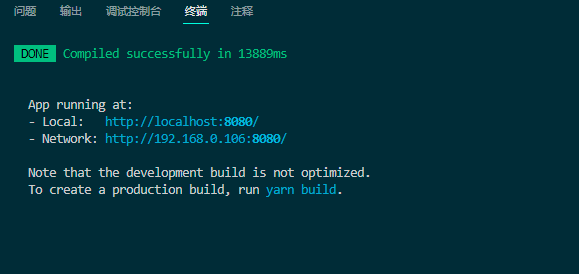 问题 输出 调试控制台 终端 注释
DONE Compiled successfully in 13889ms
App running at:
- Local: http://localhost:8080/
- Network: http://192.168.0.106:8080/
Note that the development build is not optimized.
To create a production build, run yarn build.